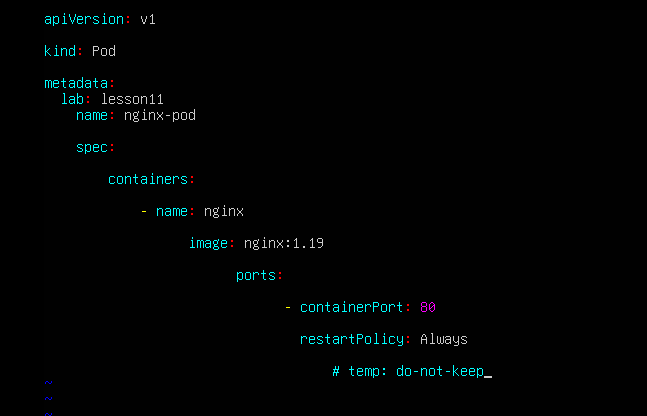 apiVersion: v1
kind: Pod
metadata:
  lab: lesson11
    name: nginx-pod
    spec:
        containers:
            - name: nginx
                  image: nginx:1.19
                        ports:
                              - containerPort: 80
                                restartPolicy: Always
                                    # temp: do-not-keep_
~
~
~